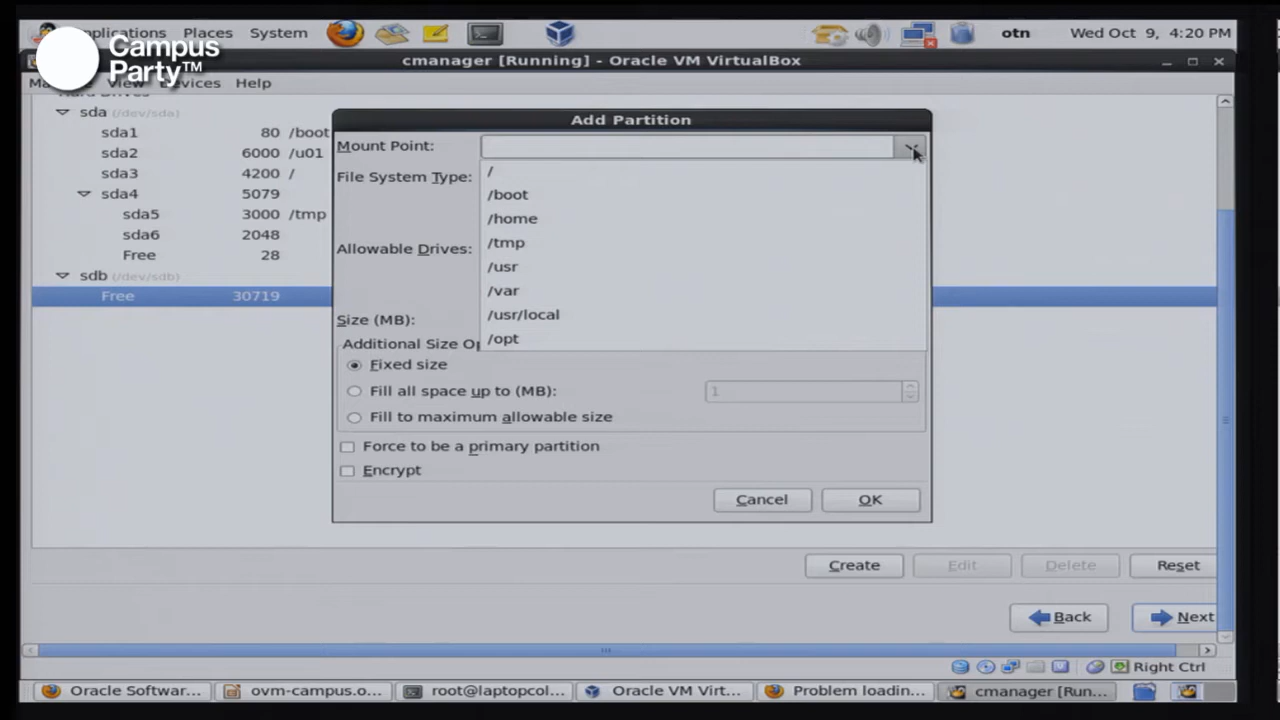 Applications Places System
otn
Wed Oct 9, 4:20 PM
Campus
Party™
cmanager [Running] - Oracle VM VirtualBox
View Devices Help
sda (/dev/sda)
sda1 80 /boot
sda2 6000 /u01
sda3 4200 /
sda4 5079
sda5 3000 /tmp
sda6 2048
Free 28
sdb (/dev/sdb)
Free 30719
Add Partition
Mount Point:
/
File System Type:
/boot
/home
/tmp
Allowable Drives:
/usr
/var
/usr/local
Size (MB):
/opt
Additional Size Op
Fixed size
Fill all space up to (MB): 1
Fill to maximum allowable size
Force to be a primary partition
Encrypt
Cancel OK
Create Edit Delete Reset
Back Next
Right Ctrl
Oracle Softwar... ovm-campus.o... root@laptopcol... Oracle VM Virt... Problem loadin... cmanager [Run...